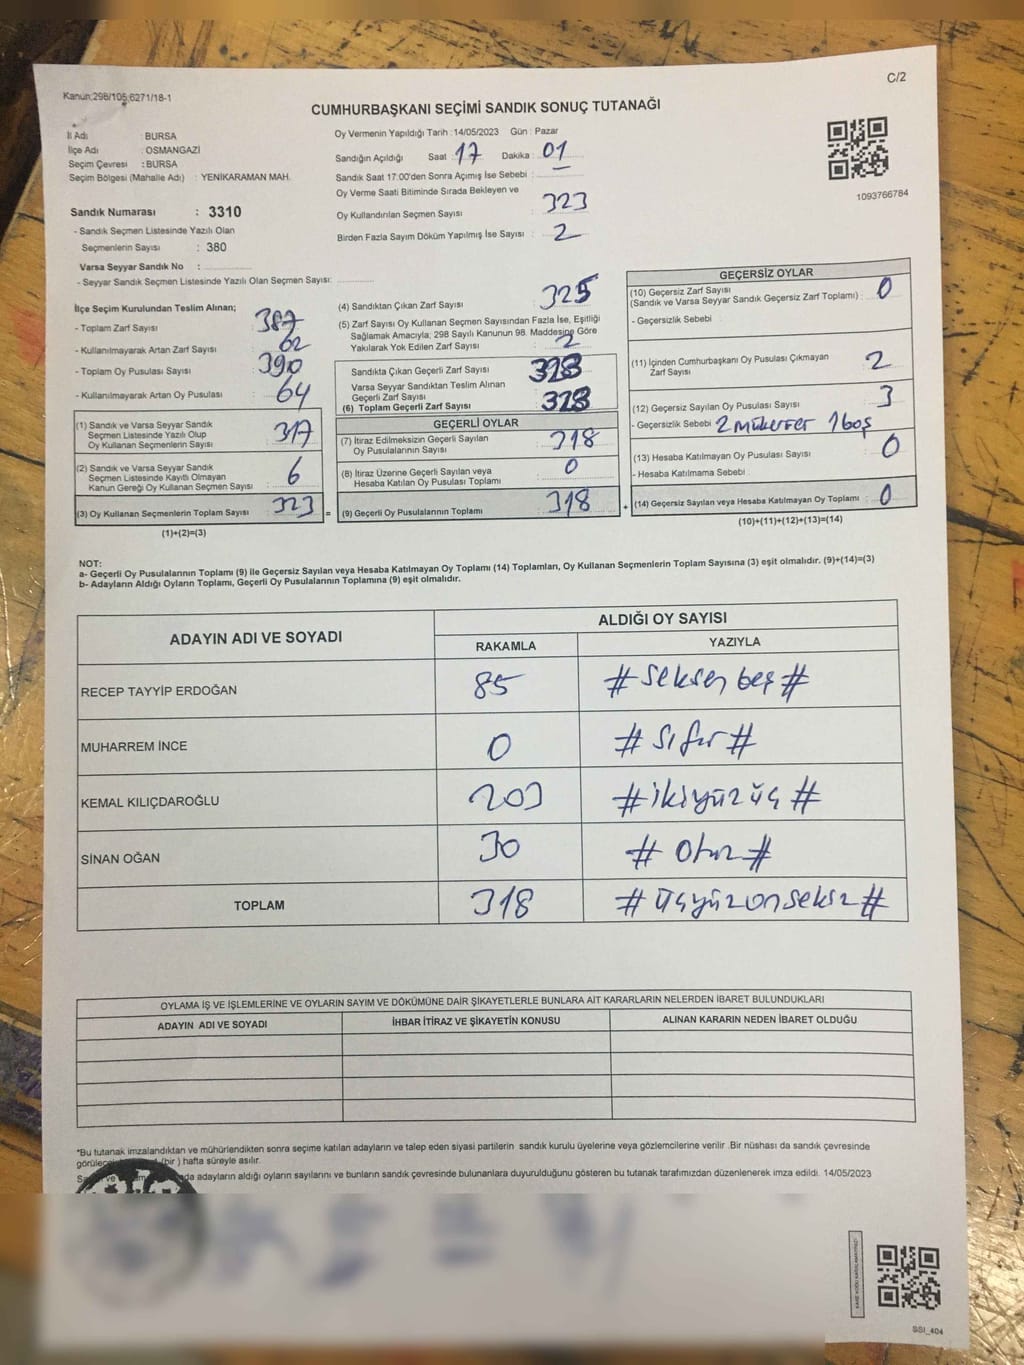 C/2
Kanun:298/105,6271/18-1
CUMHURBAŞKANI SEÇİMİ SANDIK SONUÇ TUTANAĞI
İl Adı : BURSA
İlçe Adı : OSMANGAZİ
Seçim Çevresi : BURSA
Seçim Bölgesi (Mahalle Adı) : YENİKARAMAN MAH.
Sandık Numarası : 3310
- Sandık Seçmen Listesinde Yazılı Olan
Seçmenlerin Sayısı : 380
Varsa Seyyar Sandık No :
- Seyyar Sandık Seçmen Listesinde Yazılı Olan Seçmen Sayısı:
Oy Vermenin Yapıldığı Tarih : 14/05/2023 Gün : Pazar
Sandığın Açıldığı Saat : 17 Dakika : 01
Sandık Saat 17:00'den Sonra Açımış İse Sebebi :
Oy Verme Saati Bitiminde Sırada Bekleyen ve
Oy Kullandırılan Seçmen Sayısı : 323
Birden Fazla Sayım Döküm Yapılmış İse Sayısı : 2
1093766784
İlçe Seçim Kurulundan Teslim Alınan;
- Toplam Zarf Sayısı : 387
- Kullanılmayarak Artan Zarf Sayısı : 62
- Toplam Oy Pusulası Sayısı : 390
- Kullanılmayarak Artan Oy Pusulası : 64
(1) Sandık ve Varsa Seyyar Sandık
Seçmen Listesinde Yazılı Olup
Oy Kullanan Seçmenlerin Sayısı : 317
(2) Sandık ve Varsa Seyyar Sandık
Seçmen Listesinde Kayıtlı Olmayan
Kanun Gereği Oy Kullanan Seçmen Sayısı : 6
(3) Oy Kullanan Seçmenlerin Toplam Sayısı : 323 =
(1)+(2)=(3)
(4) Sandıktan Çıkan Zarf Sayısı : 325
(5) Zarf Sayısı Oy Kullanan Seçmen Sayısından Fazla İse, Eşitliği
Sağlamak Amacıyla; 298 Sayılı Kanunun 98. Maddesine Göre
Yakılarak Yok Edilen Zarf Sayısı : 2
Sandıkta Çıkan Geçerli Zarf Sayısı :
Varsa Seyyar Sandıktan Teslim Alınan
Geçerli Zarf Sayısı :
(6) Toplam Geçerli Zarf Sayısı :
GEÇERLİ OYLAR
(7) İtiraz Edilmeksizin Geçerli Sayılan
Oy Pusulalarının Sayısı : 318
(8) İtiraz Üzerine Geçerli Sayılan veya
Hesaba Katılan Oy Pusulası Toplamı : 0
(9) Geçerli Oy Pusulalarının Toplamı : 318 +
GEÇERSİZ OYLAR
(10) Geçersiz Zarf Sayısı
(Sandık ve Varsa Seyyar Sandık Geçersiz Zarf Toplamı) : 0
- Geçersizlik Sebebi :
(11) İçinden Cumhurbaşkanı Oy Pusulası Çıkmayan
Zarf Sayısı : 2
(12) Geçersiz Sayılan Oy Pusulası Sayısı : 3
- Geçersizlik Sebebi : 2 mükerrer 1 boş
(13) Hesaba Katılmayan Oy Pusulası Sayısı : 0
- Hesaba Katılmama Sebebi :
(14) Geçersiz Sayılan veya Hesaba Katılmayan Oy Toplamı : 0
(10)+(11)+(12)+(13)=(14)
NOT:
a- Geçerli Oy Pusulalarının Toplamı (9) ile Geçersiz Sayılan veya Hesaba Katılmayan Oy Toplamı (14) Toplamları, Oy Kullanan Seçmenlerin Toplam Sayısına (3) eşit olmalıdır. (9)+(14)=(3)
b- Adayların Aldığı Oyların Toplamı, Geçerli Oy Pusulalarının Toplamına (9) eşit olmalıdır.
ADAYIN ADI VE SOYADI ALDIĞI OY SAYISI
RAKAMLA YAZIYLA
RECEP TAYYİP ERDOĞAN 85 #seksen beş#
MUHARREM İNCE 0 #sıfır#
KEMAL KILIÇDAROĞLU 203 #ikiyüz üç#
SİNAN OĞAN 30 #otuz#
TOPLAM 318 #üçyüzonsekiz#
OYLAMA İŞ VE İŞLEMLERİNE VE OYLARIN SAYIM VE DÖKÜMÜNE DAİR ŞİKAYETLERLE BUNLARA AİT KARARLARIN NELERDEN İBARET BULUNDUKLARI
ADAYIN ADI VE SOYADI İHBAR İTİRAZ VE ŞİKAYETİN KONUSU ALINAN KARARIN NEDEN İBARET OLDUĞU
*Bu tutanak imzalandıktan ve mühürlendikten sonra seçime katılan adayların ve talep eden siyasi partilerin sandık kurulu üyelerine veya gözlemcilerine verilir .Bir nüshası da sandık çevresinde
(bir ) hafta süreyle asılır.
adayların aldığı oyların sayılarını ve bunların sandık çevresinde bulunanlara duyurulduğunu gösteren bu tutanak tarafımızdan düzenlenerek imza edildi. 14/05/2023
SSI_404